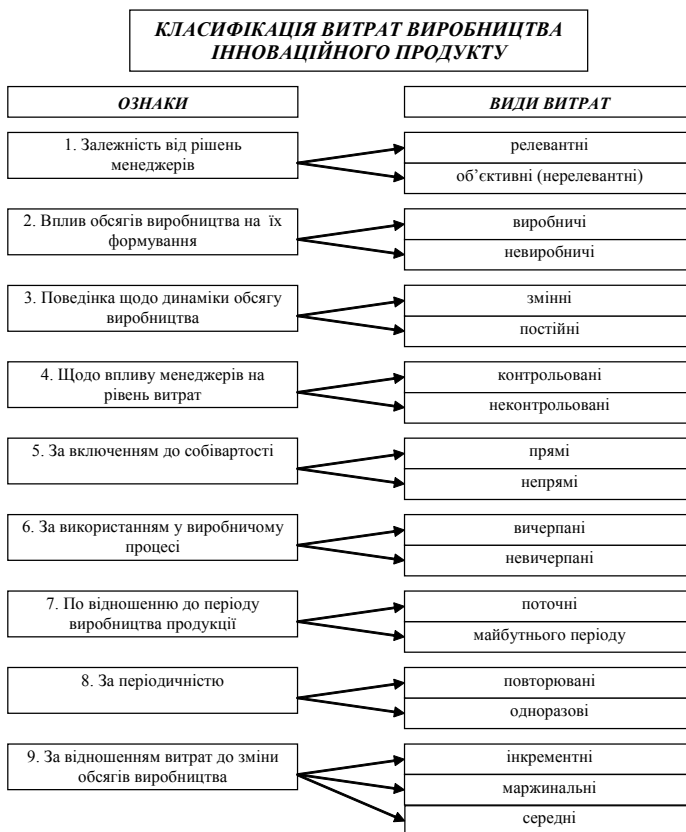 КЛАСИФІКАЦІЯ ВИТРАТ ВИРОБНИЦТВА
ІННОВАЦІЙНОГО ПРОДУКТУ
ОЗНАКИ
ВИДИ ВИТРАТ
1. Залежність від рішень
менеджерів
релевантні
об’єктивні (нерелевантні)
2. Вплив обсягів виробництва на їх
формування
виробничі
невиробничі
3. Поведінка щодо динаміки обсягу
виробництва
змінні
постійні
4. Щодо впливу менеджерів на
рівень витрат
контрольовані
неконтрольовані
5. За включенням до собівартості
прямі
непрямі
6. За використанням у виробничому
процесі
вичерпані
невичерпані
7. По відношенню до періоду
виробництва продукції
поточні
майбутнього періоду
8. За періодичністю
повторювані
одноразові
9. За відношенням витрат до зміни
обсягів виробництва
інкрементні
маржинальні
середні